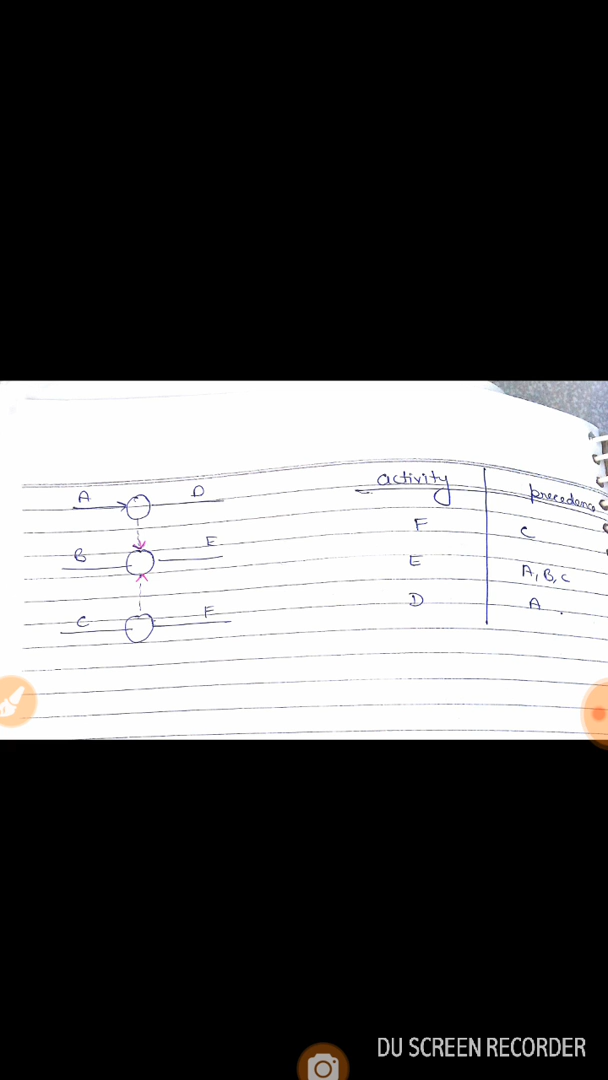 activity precedence
A D
F C
B E
E A, B, C
D A
C F
DU SCREEN RECORDER